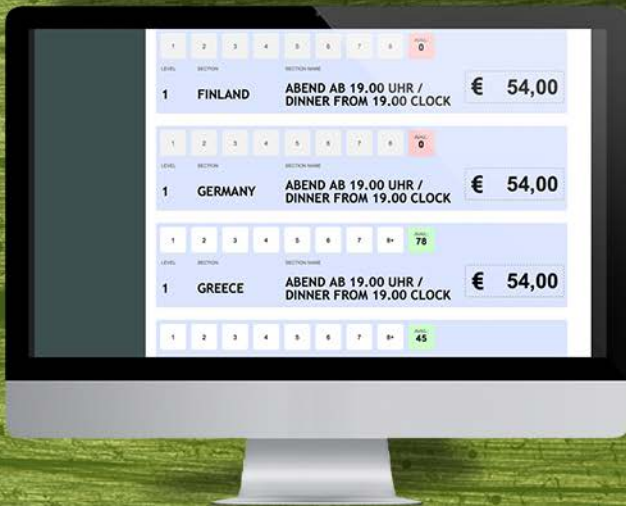 1 2 3 4 5 6 7 8 AVAIL. 0
LEVEL SECTION SECTION NAME
1 FINLAND ABEND AB 19.00 UHR / DINNER FROM 19.00 CLOCK € 54,00
1 2 3 4 5 6 7 8 AVAIL. 0
LEVEL SECTION SECTION NAME
1 GERMANY ABEND AB 19.00 UHR / DINNER FROM 19.00 CLOCK € 54,00
1 2 3 4 5 6 7 8+ AVAIL. 78
LEVEL SECTION SECTION NAME
1 GREECE ABEND AB 19.00 UHR / DINNER FROM 19.00 CLOCK € 54,00
1 2 3 4 5 6 7 8+ AVAIL. 45